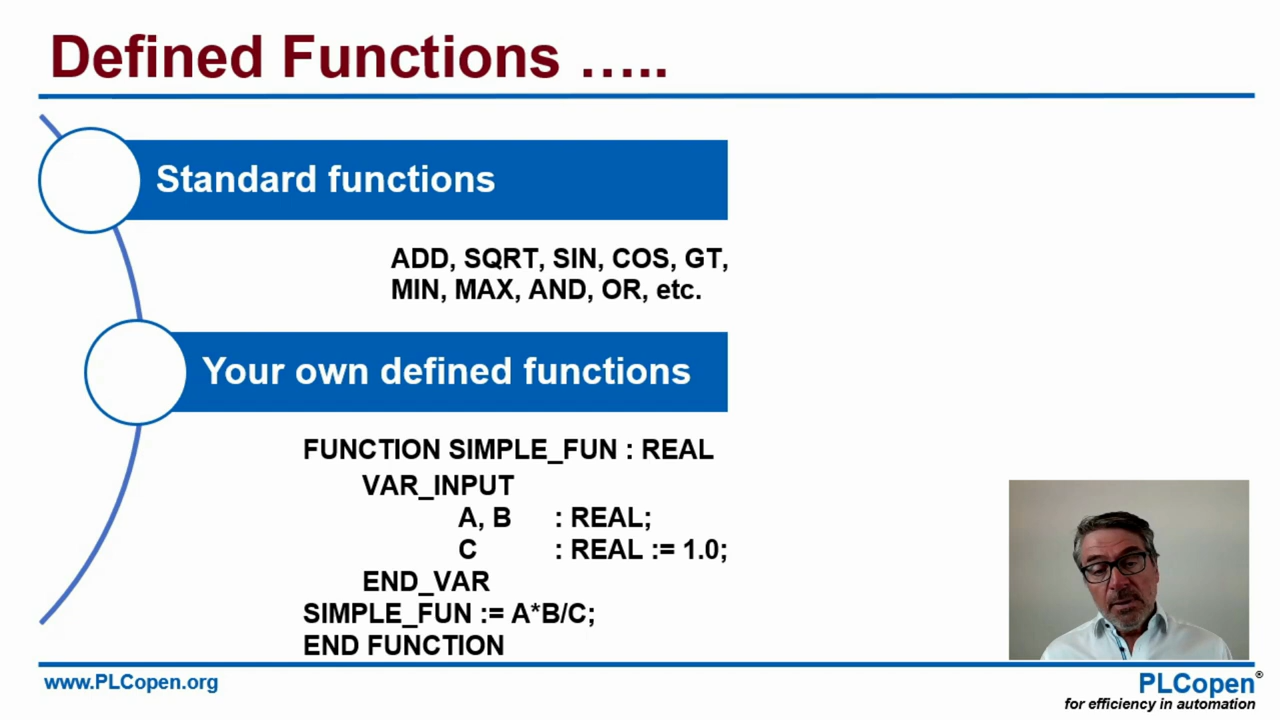 Defined Functions …..
Standard functions
ADD, SQRT, SIN, COS, GT,
MIN, MAX, AND, OR, etc.
Your own defined functions
FUNCTION SIMPLE_FUN : REAL
VAR_INPUT
A, B : REAL;
C : REAL := 1.0;
END_VAR
SIMPLE_FUN := A*B/C;
END FUNCTION
www.PLCopen.org
PLCopen®
for efficiency in automation